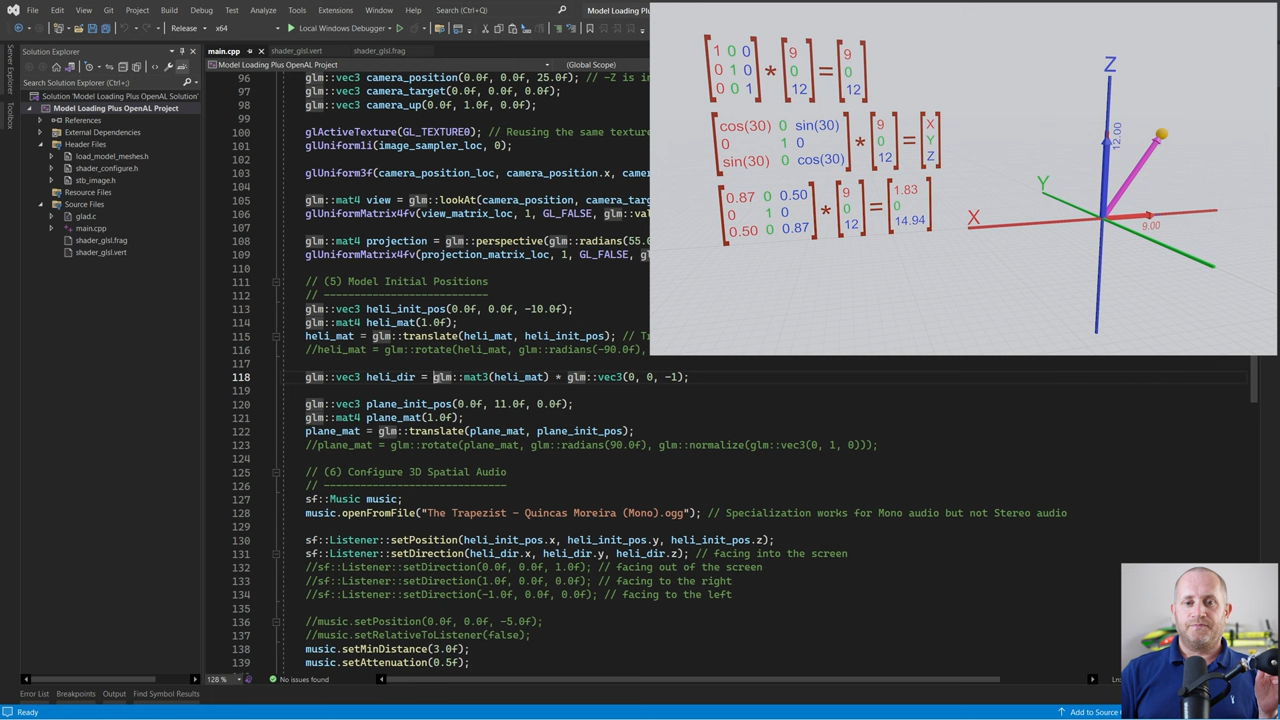 File Edit View Git Project Build Debug Test Analyze Tools Extensions Window Help Search (Ctrl+Q) Model Loading Plu
Release x64 Local Windows Debugger
Server Explorer
Toolbox
Solution Explorer
Search Solution Explorer (Ctrl+;)
Solution 'Model Loading Plus OpenAL Solution'
Model Loading Plus OpenAL Project
References
External Dependencies
Header Files
load_model_meshes.h
shader_configure.h
stb_image.h
Resource Files
Source Files
glad.c
main.cpp
shader_glsl.frag
shader_glsl.vert
main.cpp shader_glsl.vert shader_glsl.frag
Model Loading Plus OpenAL Project (Global Scope)
96 glm::vec3 camera_position(0.0f, 0.0f, 25.0f); // -Z is in
97 glm::vec3 camera_target(0.0f, 0.0f, 0.0f);
98 glm::vec3 camera_up(0.0f, 1.0f, 0.0f);
99
100 glActiveTexture(GL_TEXTURE0); // Reusing the same textur
101 glUniform1i(image_sampler_loc, 0);
102
103 glUniform3f(camera_position_loc, camera_position.x, camer
104
105 glm::mat4 view = glm::lookAt(camera_position, camera_targ
106 glUniformMatrix4fv(view_matrix_loc, 1, GL_FALSE, glm::val
107
108 glm::mat4 projection = glm::perspective(glm::radians(55.0
109 glUniformMatrix4fv(projection_matrix_loc, 1, GL_FALSE, g
110
111 // (5) Model Initial Positions
112 // ---------------------------
113 glm::vec3 heli_init_pos(0.0f, 0.0f, -10.0f);
114 glm::mat4 heli_mat(1.0f);
115 heli_mat = glm::translate(heli_mat, heli_init_pos); // T
116 //heli_mat = glm::rotate(heli_mat, glm::radians(-90.0f),
117
118 glm::vec3 heli_dir = glm::mat3(heli_mat) * glm::vec3(0, 0, -1);
119
120 glm::vec3 plane_init_pos(0.0f, 11.0f, 0.0f);
121 glm::mat4 plane_mat(1.0f);
122 plane_mat = glm::translate(plane_mat, plane_init_pos);
123 //plane_mat = glm::rotate(plane_mat, glm::radians(90.0f), glm::normalize(glm::vec3(0, 1, 0)));
124
125 // (6) Configure 3D Spatial Audio
126 // ------------------------------
127 sf::Music music;
128 music.openFromFile("The Trapezist - Quincas Moreira (Mono).ogg"); // Specialization works for Mono audio but not Stereo audio
129
130 sf::Listener::setPosition(heli_init_pos.x, heli_init_pos.y, heli_init_pos.z);
131 sf::Listener::setDirection(heli_dir.x, heli_dir.y, heli_dir.z); // facing into the screen
132 //sf::Listener::setDirection(0.0f, 0.0f, 1.0f); // facing out of the screen
133 //sf::Listener::setDirection(1.0f, 0.0f, 0.0f); // facing to the right
134 //sf::Listener::setDirection(-1.0f, 0.0f, 0.0f); // facing to the left
135
136 //music.setPosition(0.0f, 0.0f, -5.0f);
137 //music.setRelativeToListener(false);
138 music.setMinDistance(3.0f);
139 music.setAttenuation(0.5f);
1 0 0 9 9
0 1 0 * 0 = 0
0 0 1 12 12
cos(30) 0 sin(30) 9 X
0 1 0 * 0 = Y
sin(30) 0 cos(30) 12 Z
0.87 0 0.50 9 1.83
0 1 0 * 0 = 0
0.50 0 0.87 12 14.94
Z
12.00
Y
X
9.00
128 % No issues found
Error List Breakpoints Output Find Symbol Results
Ready Add to Source